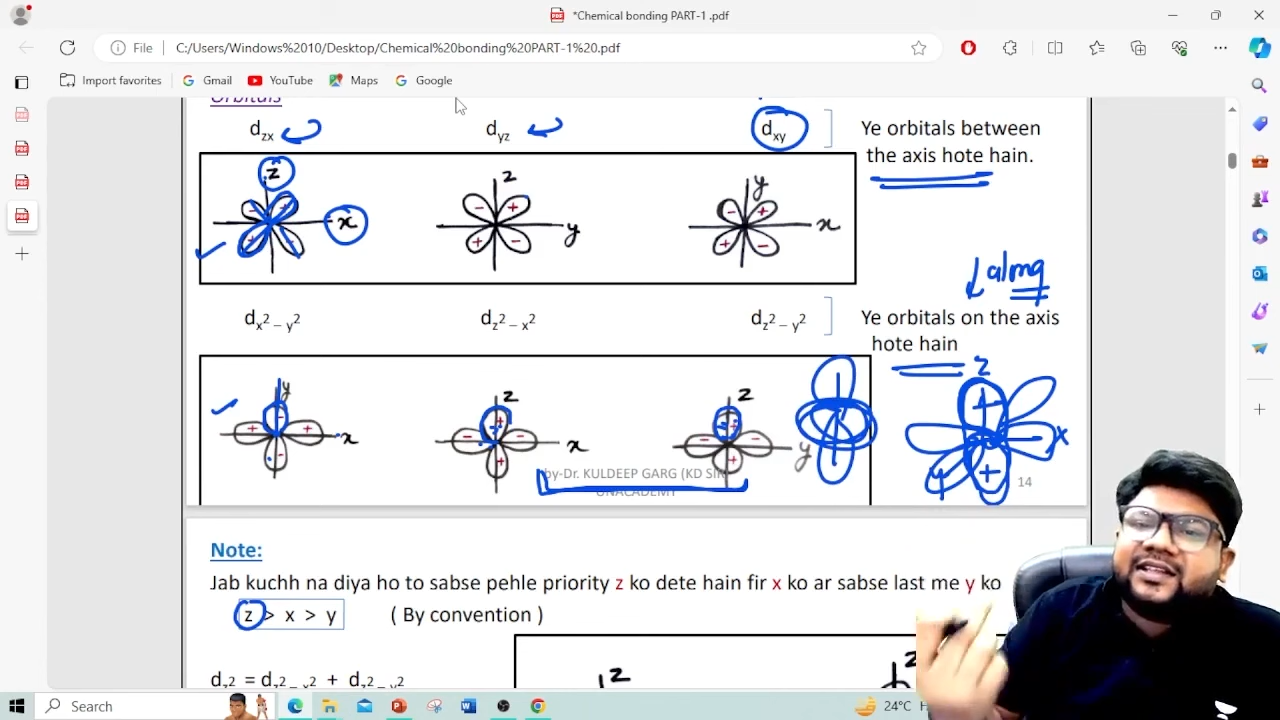 *Chemical bonding PART-1 .pdf
File
C:/Users/Windows%2010/Desktop/Chemical%20bonding%20PART-1%20.pdf
Import favorites
Gmail
YouTube
Maps
Google
Orbitals
dzx
dyz
dxy
Ye orbitals between
the axis hote hain.
z
x
- +
+ -
z
y
- +
+ -
y
x
- +
+ -
along
dx² – y²
dz² – x²
dz² – y²
Ye orbitals on the axis
hote hain
y
x
+ - +
-
z
x
+
- -
+
z
y
+
- -
+
z
x
y
+
+
by-Dr. KULDEEP GARG (KD SIR)
UNACADEMY
14
Note:
Jab kuchh na diya ho to sabse pehle priority z ko dete hain fir x ko ar sabse last me y ko
z > x > y
( By convention )
dz² = dz² – x² + dz² – y²
z
z
Search
24°C